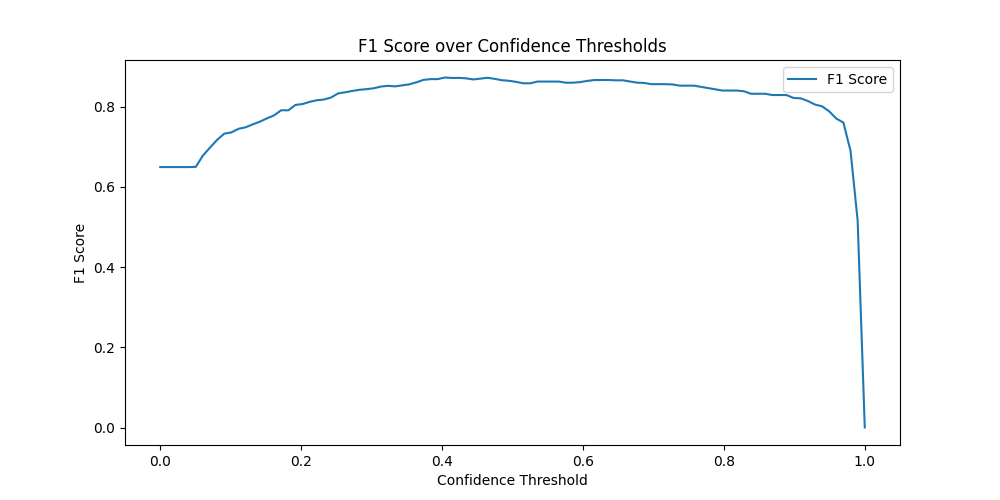 F1 Score over Confidence Thresholds
F1 Score
0.8
0.6
0.4
0.2
0.0
F1 Score
0.0 0.2 0.4 0.6 0.8 1.0
Confidence Threshold